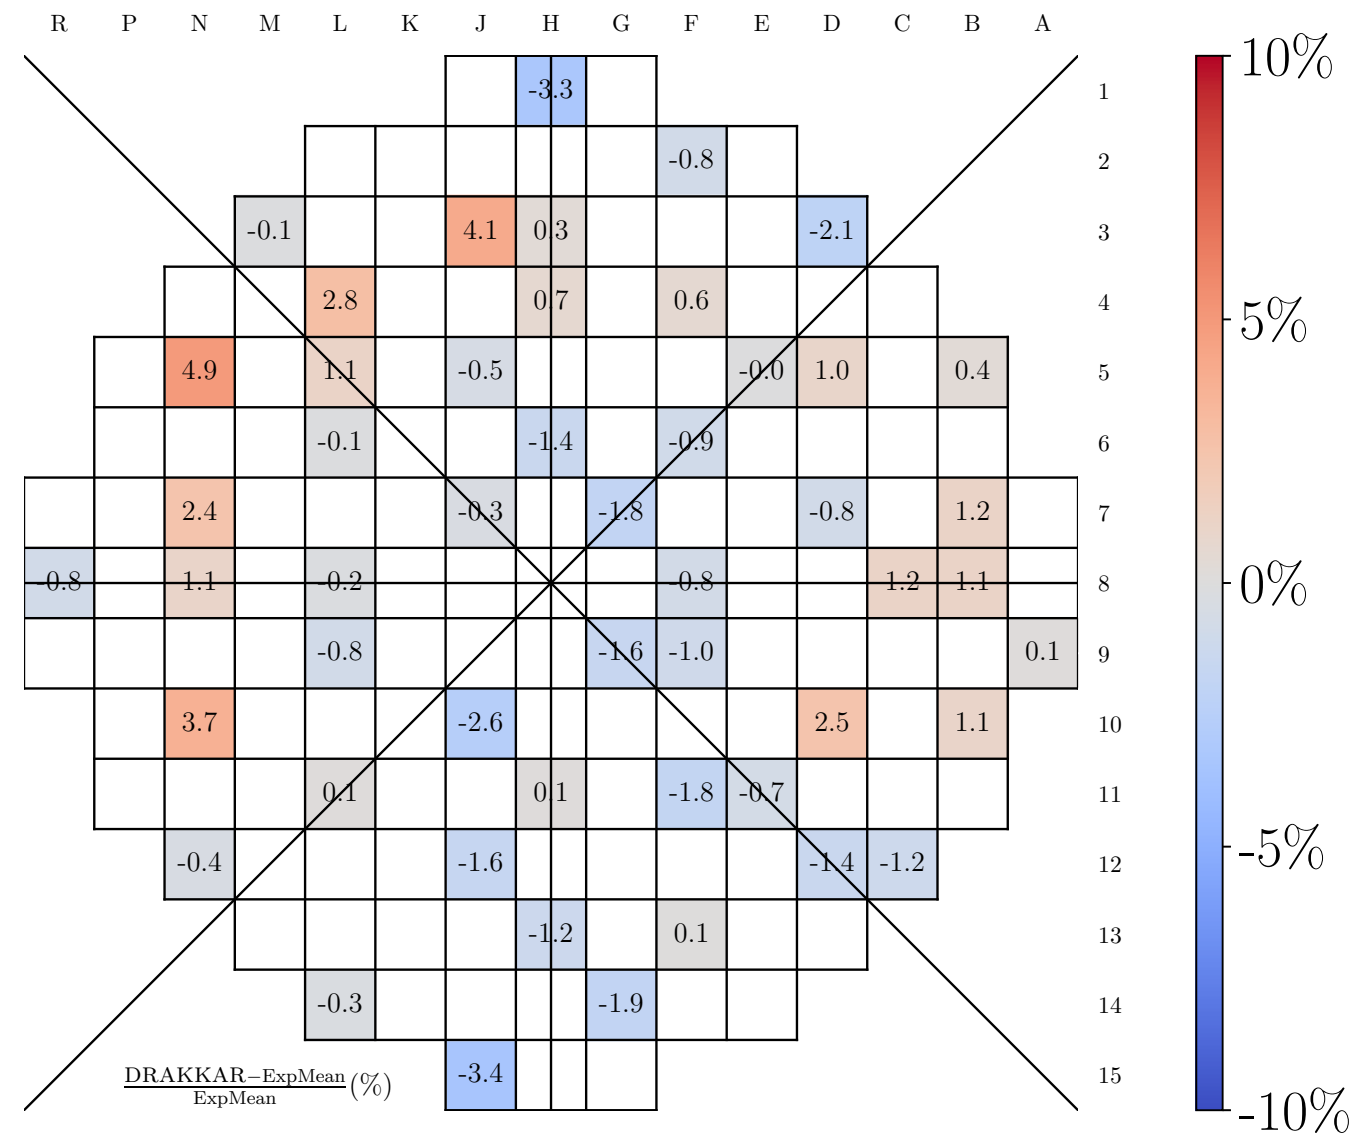 R P N M L K J H G F E D C B A
10%
-3.3 1
-0.8 2
-0.1 4.1 0.3 -2.1 3
2.8 0.7 0.6 4
5%
4.9 1.1 -0.5 -0.0 1.0 0.4 5
-0.1 -1.4 -0.9 6
2.4 -0.3 -1.8 -0.8 1.2 7
-0.8 1.1 -0.2 -0.8 1.2 1.1 8
0%
-0.8 -1.6 -1.0 0.1 9
3.7 -2.6 2.5 1.1 10
0.1 0.1 -1.8 -0.7 11
-5%
-0.4 -1.6 -1.4 -1.2 12
-1.2 0.1 13
-0.3 -1.9 14
-3.4 15
DRAKKAR−ExpMean
ExpMean
(%)
-10%